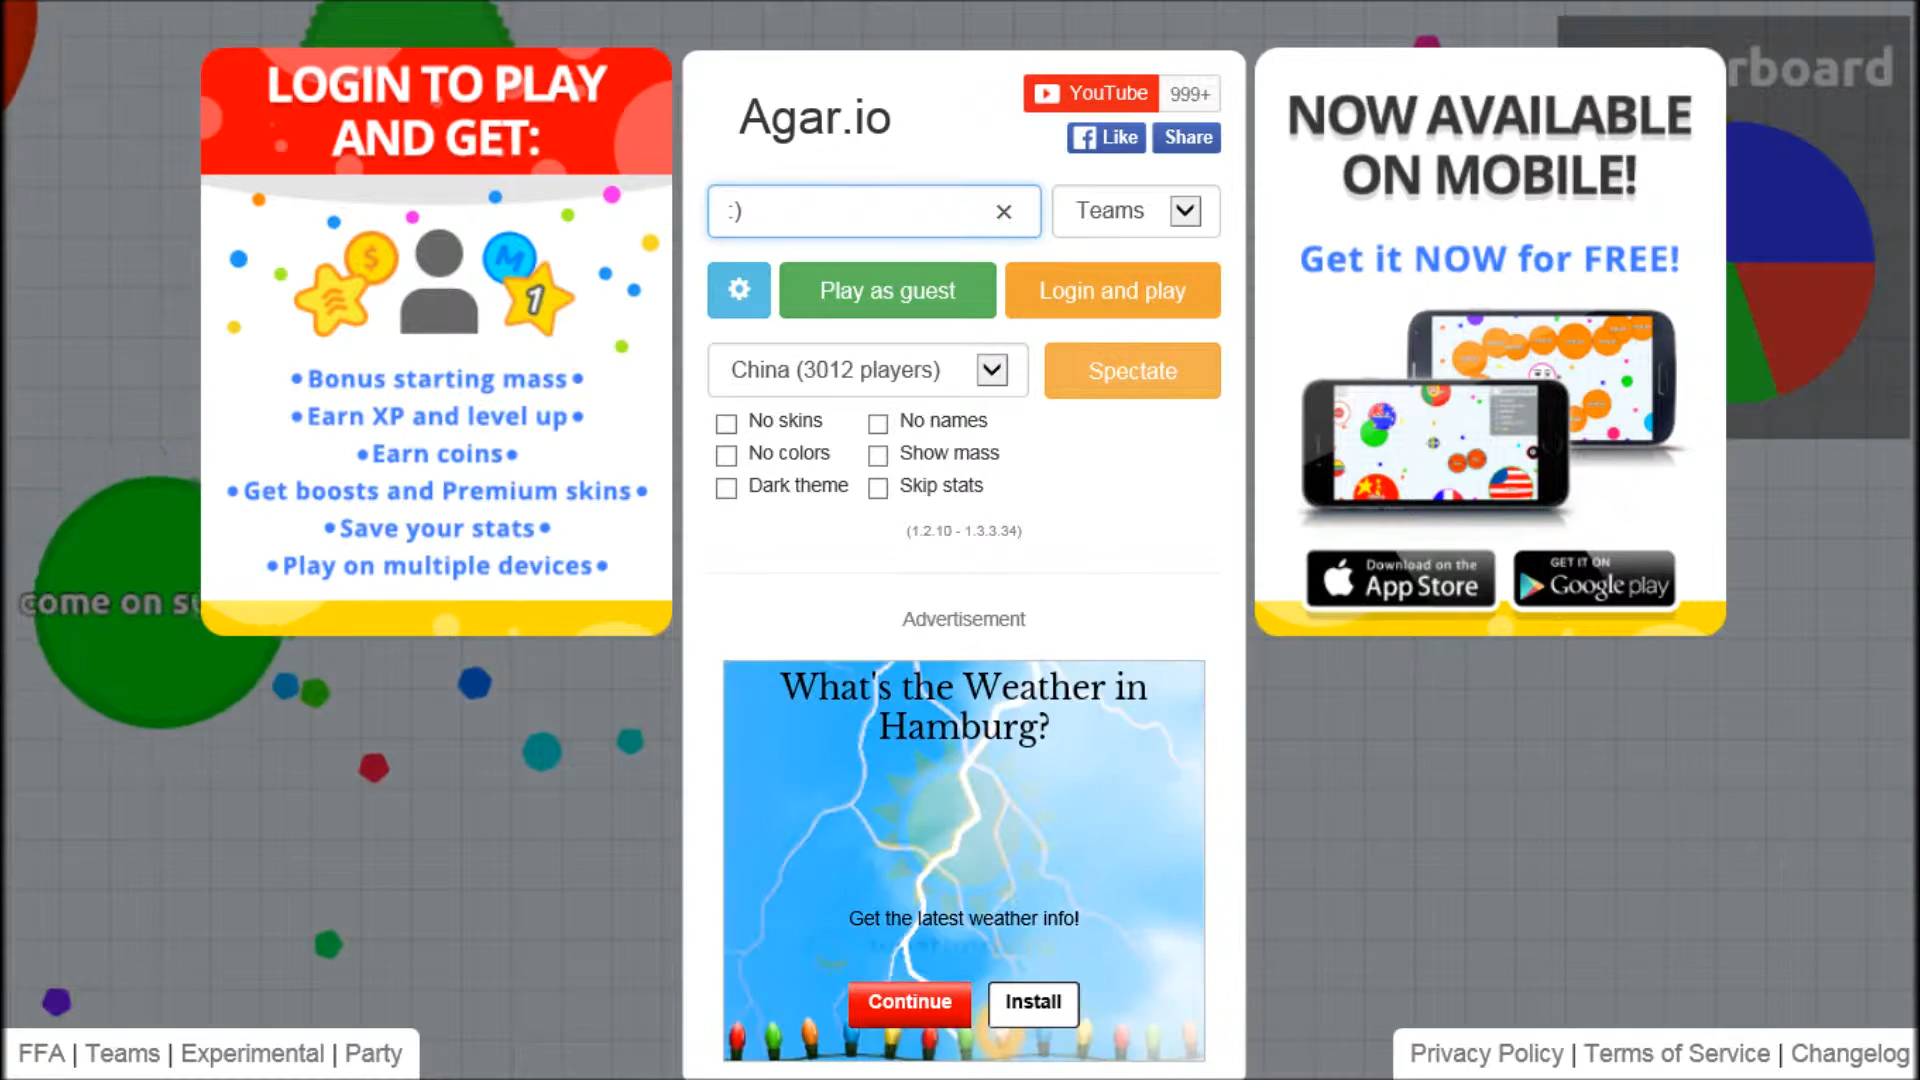 LOGIN TO PLAY
AND GET:
$
M
1
•Bonus starting mass•
•Earn XP and level up•
•Earn coins•
•Get boosts and Premium skins•
•Save your stats•
•Play on multiple devices•
Agar.io
YouTube 999+
Like Share
:)
Teams
Play as guest
Login and play
China (3012 players)
Spectate
No skins
No names
No colors
Show mass
Dark theme
Skip stats
(1.2.10 - 1.3.3.34)
Advertisement
What's the Weather in
Hamburg?
Get the latest weather info!
Continue
Install
NOW AVAILABLE
ON MOBILE!
Get it NOW for FREE!
Download on the
App Store
GET IT ON
Google play
rboard
come on
FFA | Teams | Experimental | Party
Privacy Policy | Terms of Service | Changelog